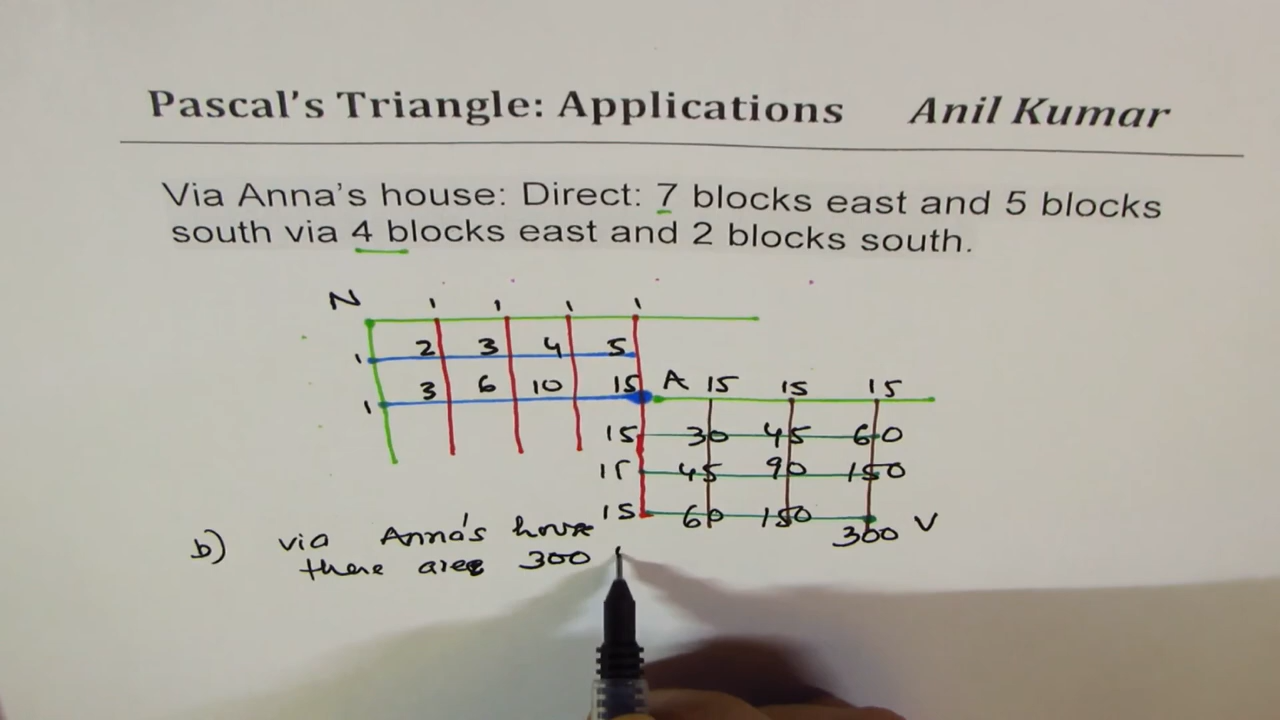 Pascal's Triangle: Applications Anil Kumar
Via Anna's house: Direct: 7 blocks east and 5 blocks
south via 4 blocks east and 2 blocks south.
N 1 1 1 1
1 2 3 4 5
1 3 6 10 15 A 15 15 15
15 30 45 60
15 45 90 150
15 60 150
300 V
b) via Anna's house
there are 300